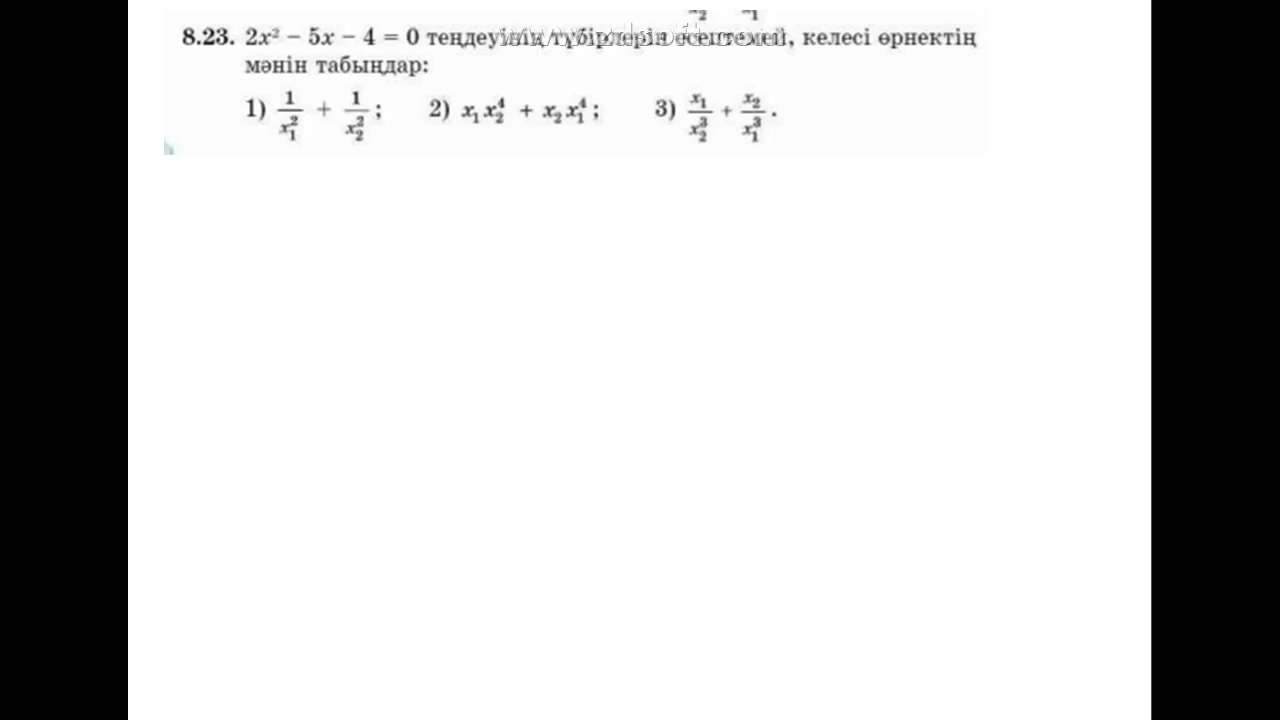 8.23. 2x² − 5x − 4 = 0 теңдеуінің түбірлерін есептемей, келесі өрнектің
мәнін табыңдар:
1) 1/x₁² + 1/x₂²; 2) x₁x₂⁴ + x₂x₁⁴; 3) x₁/x₂³ + x₂/x₁³.